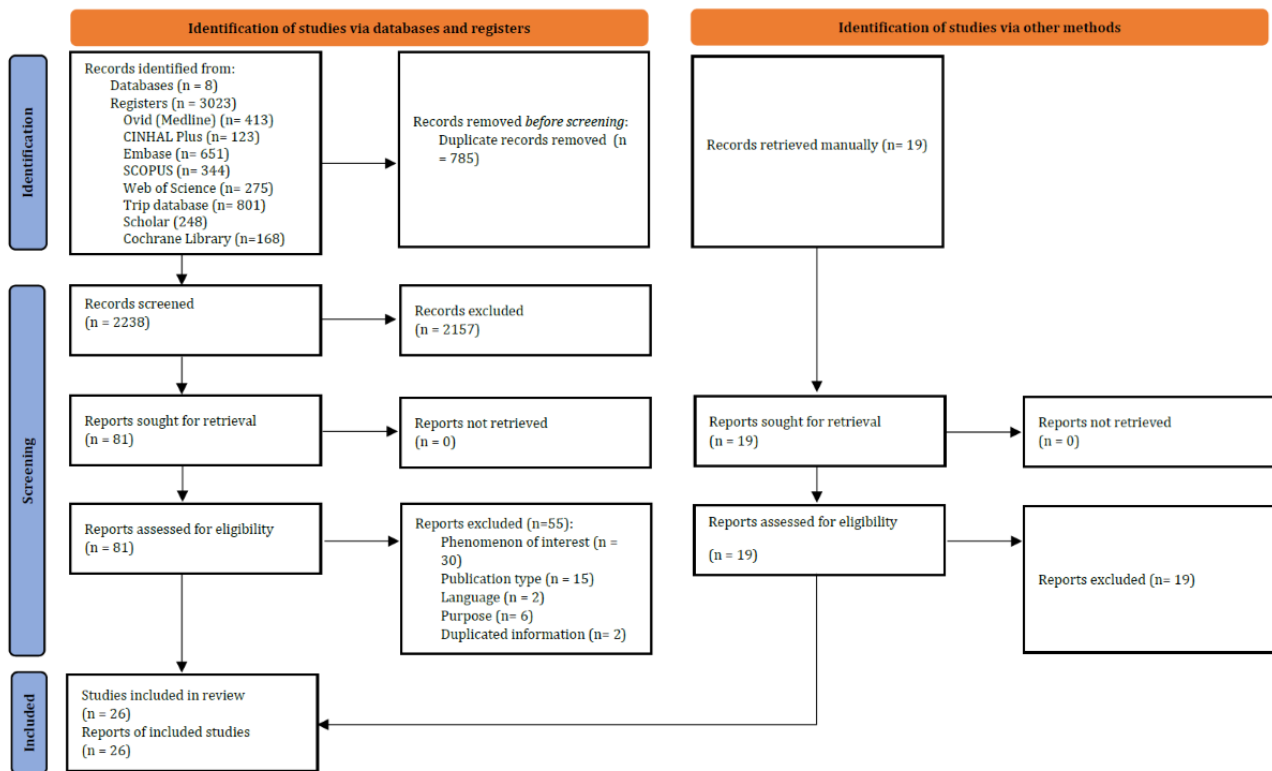 Identification of studies via databases and registers
Identification of studies via other methods
Identification
Records identified from:
Databases (n = 8)
Registers (n = 3023)
Ovid (Medline) (n= 413)
CINHAL Plus (n= 123)
Embase (n= 651)
SCOPUS (n= 344)
Web of Science (n= 275)
Trip database (n= 801)
Scholar (248)
Cochrane Library (n=168)
Records removed before screening:
Duplicate records removed (n
= 785)
Records retrieved manually (n= 19)
Screening
Records screened
(n = 2238)
Records excluded
(n = 2157)
Reports sought for retrieval
(n = 81)
Reports not retrieved
(n = 0)
Reports sought for retrieval
(n = 19)
Reports not retrieved
(n = 0)
Reports assessed for eligibility
(n = 81)
Reports excluded (n=55):
Phenomenon of interest (n =
30)
Publication type (n = 15)
Language (n = 2)
Purpose (n= 6)
Duplicated information (n= 2)
Reports assessed for eligibility
(n = 19)
Reports excluded (n= 19)
Included
Studies included in review
(n = 26)
Reports of included studies
(n = 26)